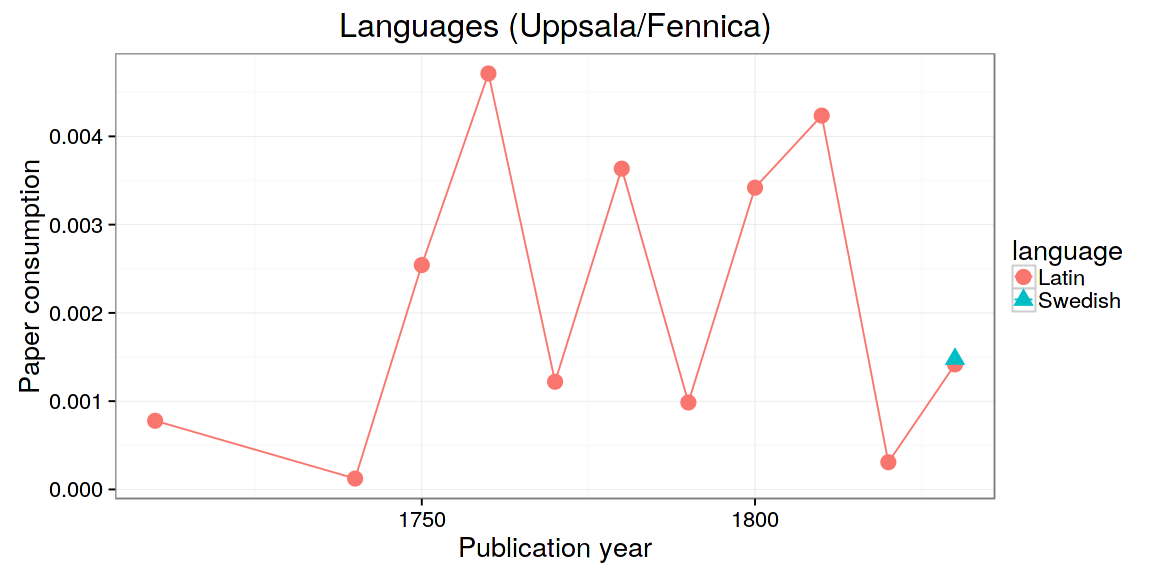 Languages (Uppsala/Fennica)
Paper consumption
0.004
0.003
0.002
0.001
0.000
1750 1800
Publication year
language
Latin
Swedish